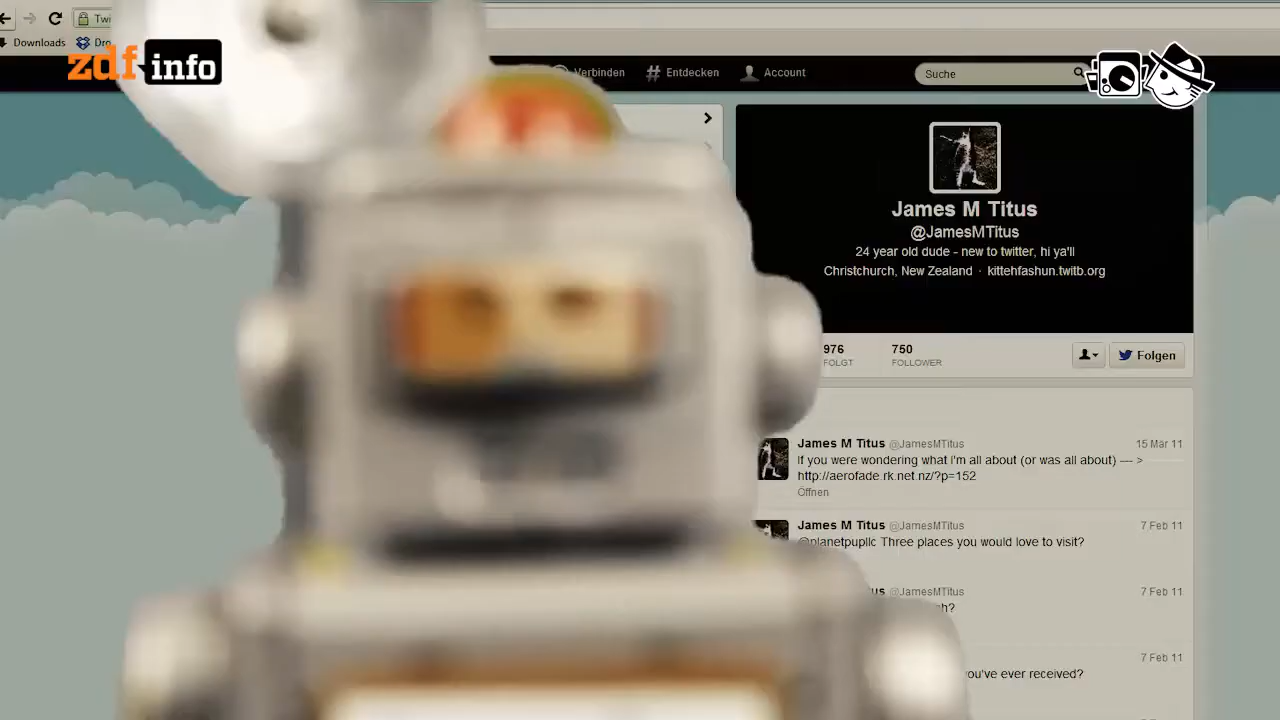 Twi
Downloads
Dro
zdf info
Verbinden
Entdecken
Account
Suche
James M Titus
@JamesMTitus
24 year old dude - new to twitter, hi ya'll
Christchurch, New Zealand · kittehfashun.twitb.org
976
FOLGT
750
FOLLOWER
Folgen
James M Titus @JamesMTitus 15 Mar 11
If you were wondering what i'm all about (or was all about) --- >
http://aerofade.rk.net.nz/?p=152
Öffnen
James M Titus @JamesMTitus 7 Feb 11
@planetpupllc Three places you would love to visit?
us @JamesMTitus 7 Feb 11
h?
7 Feb 11
you've ever received?